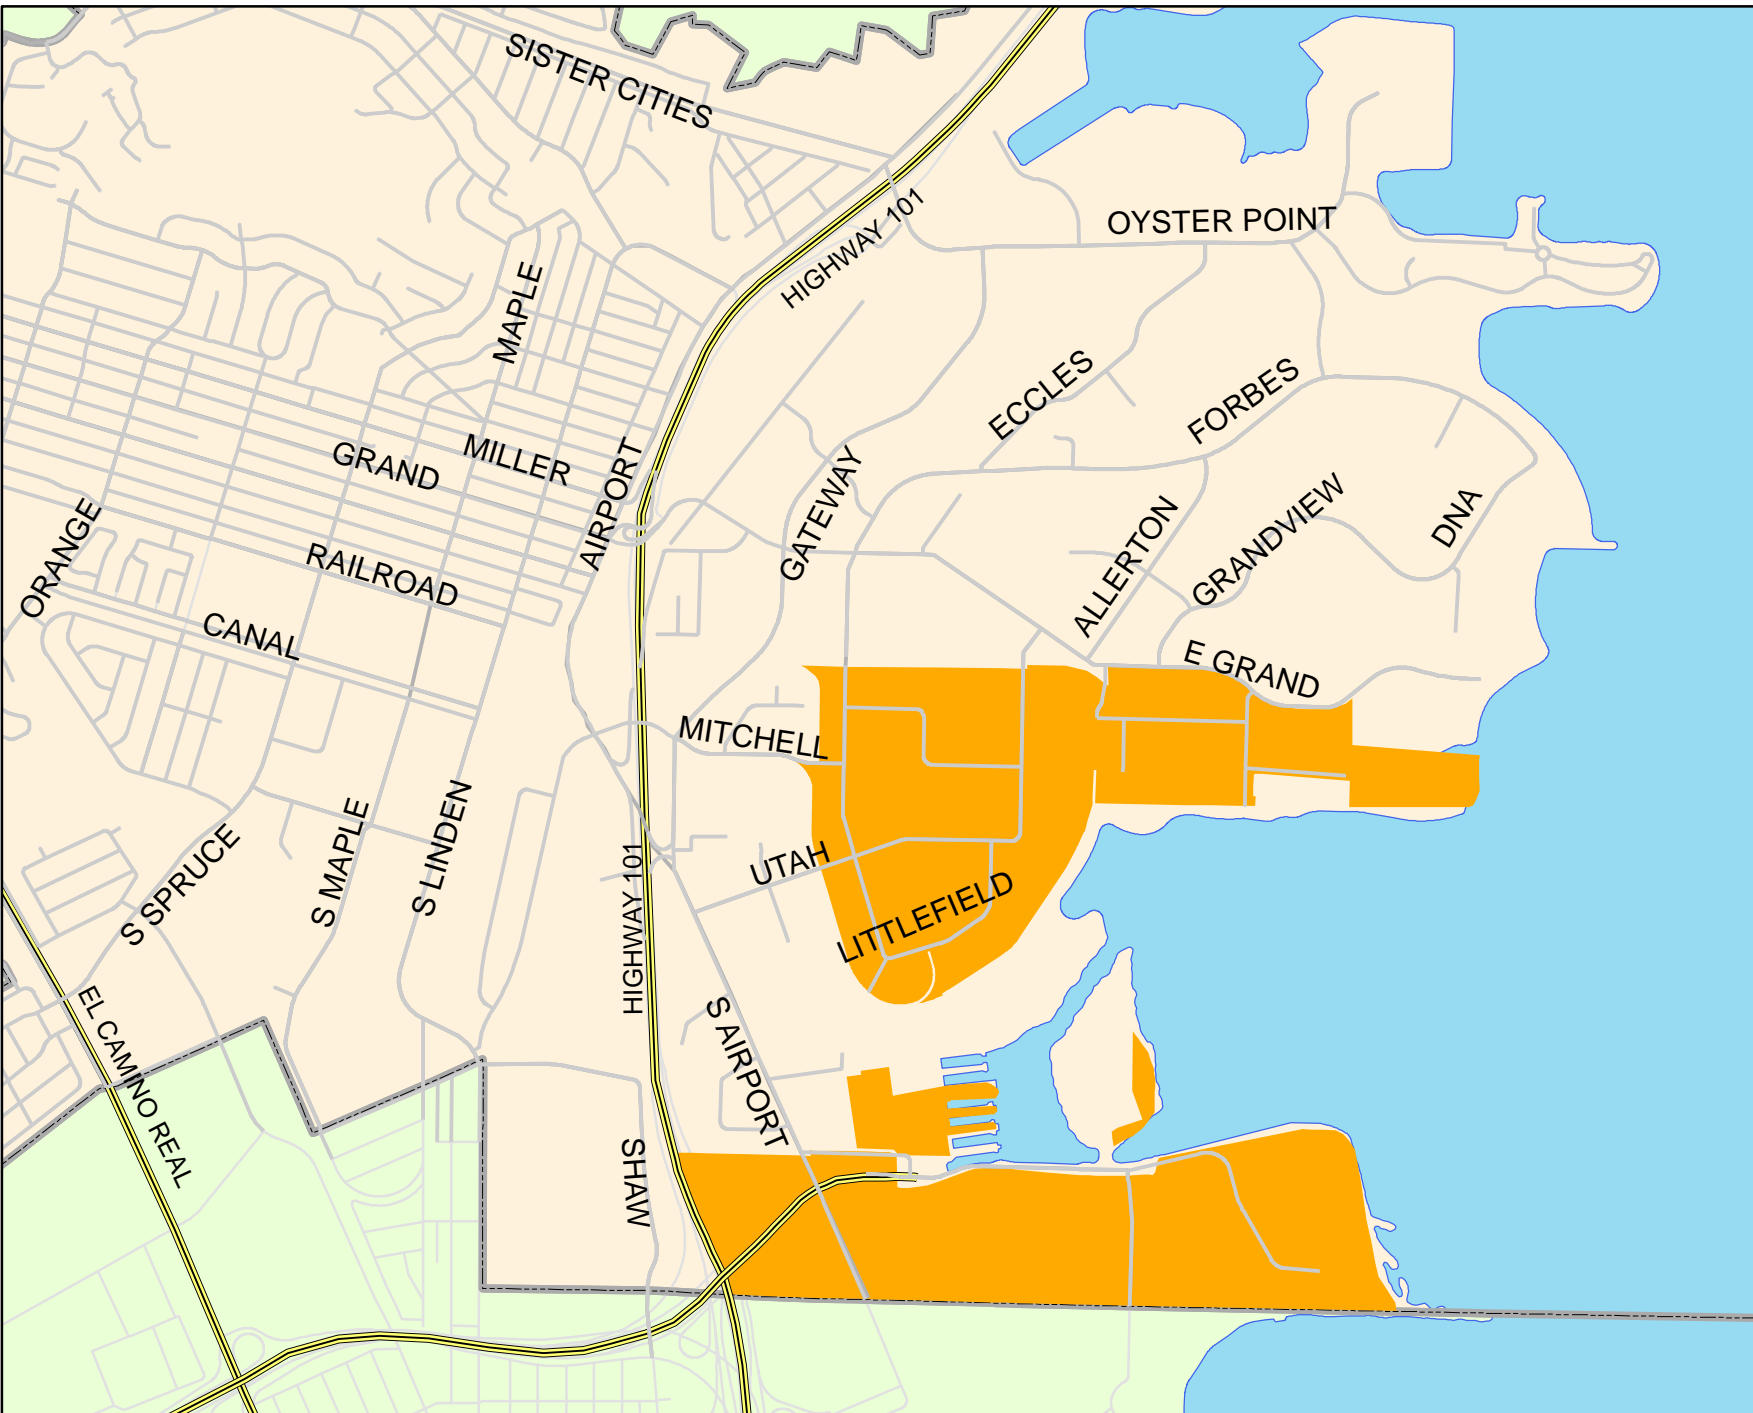 SISTER CITIES
HIGHWAY 101
OYSTER POINT
MAPLE
ECCLES
FORBES
GRAND
MILLER
AIRPORT
GATEWAY
ORANGE
RAILROAD
CANAL
ALLERTON
GRANDVIEW
DNA
E GRAND
MITCHELL
S SPRUCE
S MAPLE
S LINDEN
HIGHWAY 101
UTAH
LITTLEFIELD
EL CAMINO REAL
S AIRPORT
SHAW